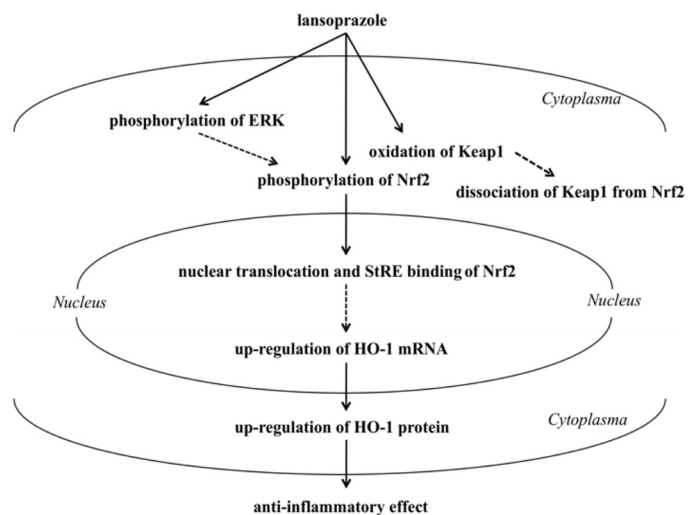 lansoprazole
Cytoplasma
phosphorylation of ERK
oxidation of Keap1
phosphorylation of Nrf2
dissociation of Keap1 from Nrf2
nuclear translocation and StRE binding of Nrf2
Nucleus
Nucleus
up-regulation of HO-1 mRNA
Cytoplasma
up-regulation of HO-1 protein
anti-inflammatory effect